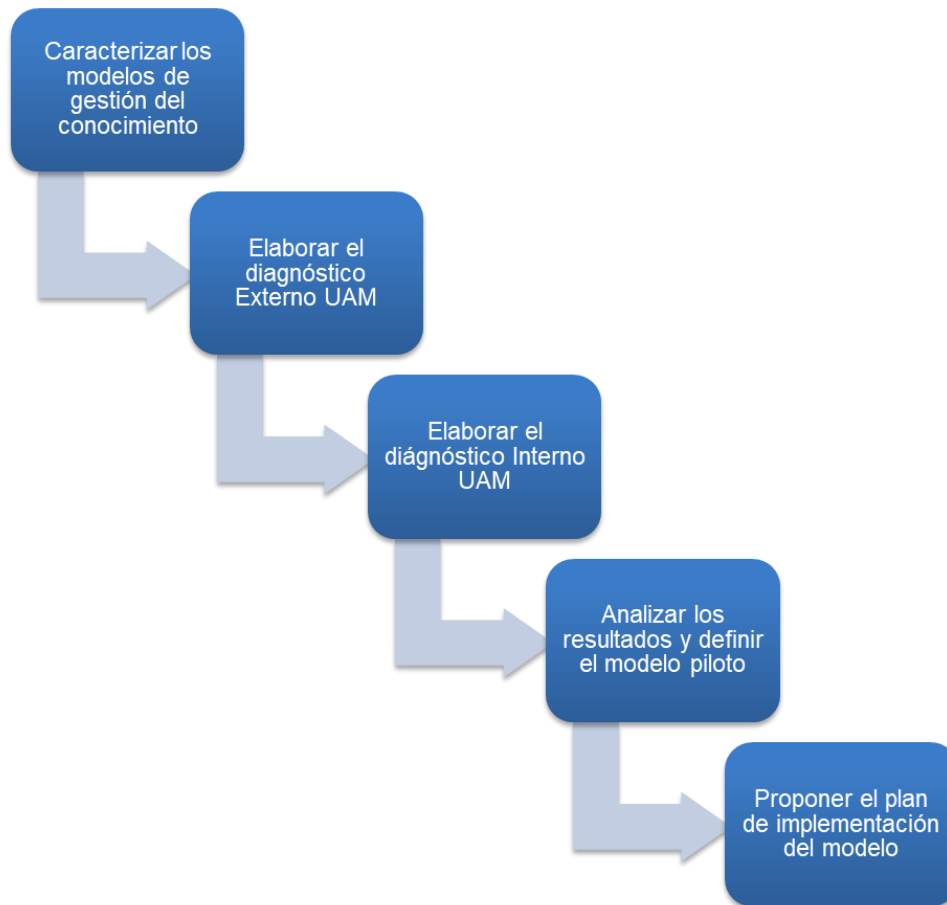 Caracterizar los
modelos de
gestión del
conocimiento
Elaborar el
diagnóstico
Externo UAM
Elaborar el
diágnóstico Interno
UAM
Analizar los
resultados y definir
el modelo piloto
Proponer el plan
de implementación
del modelo